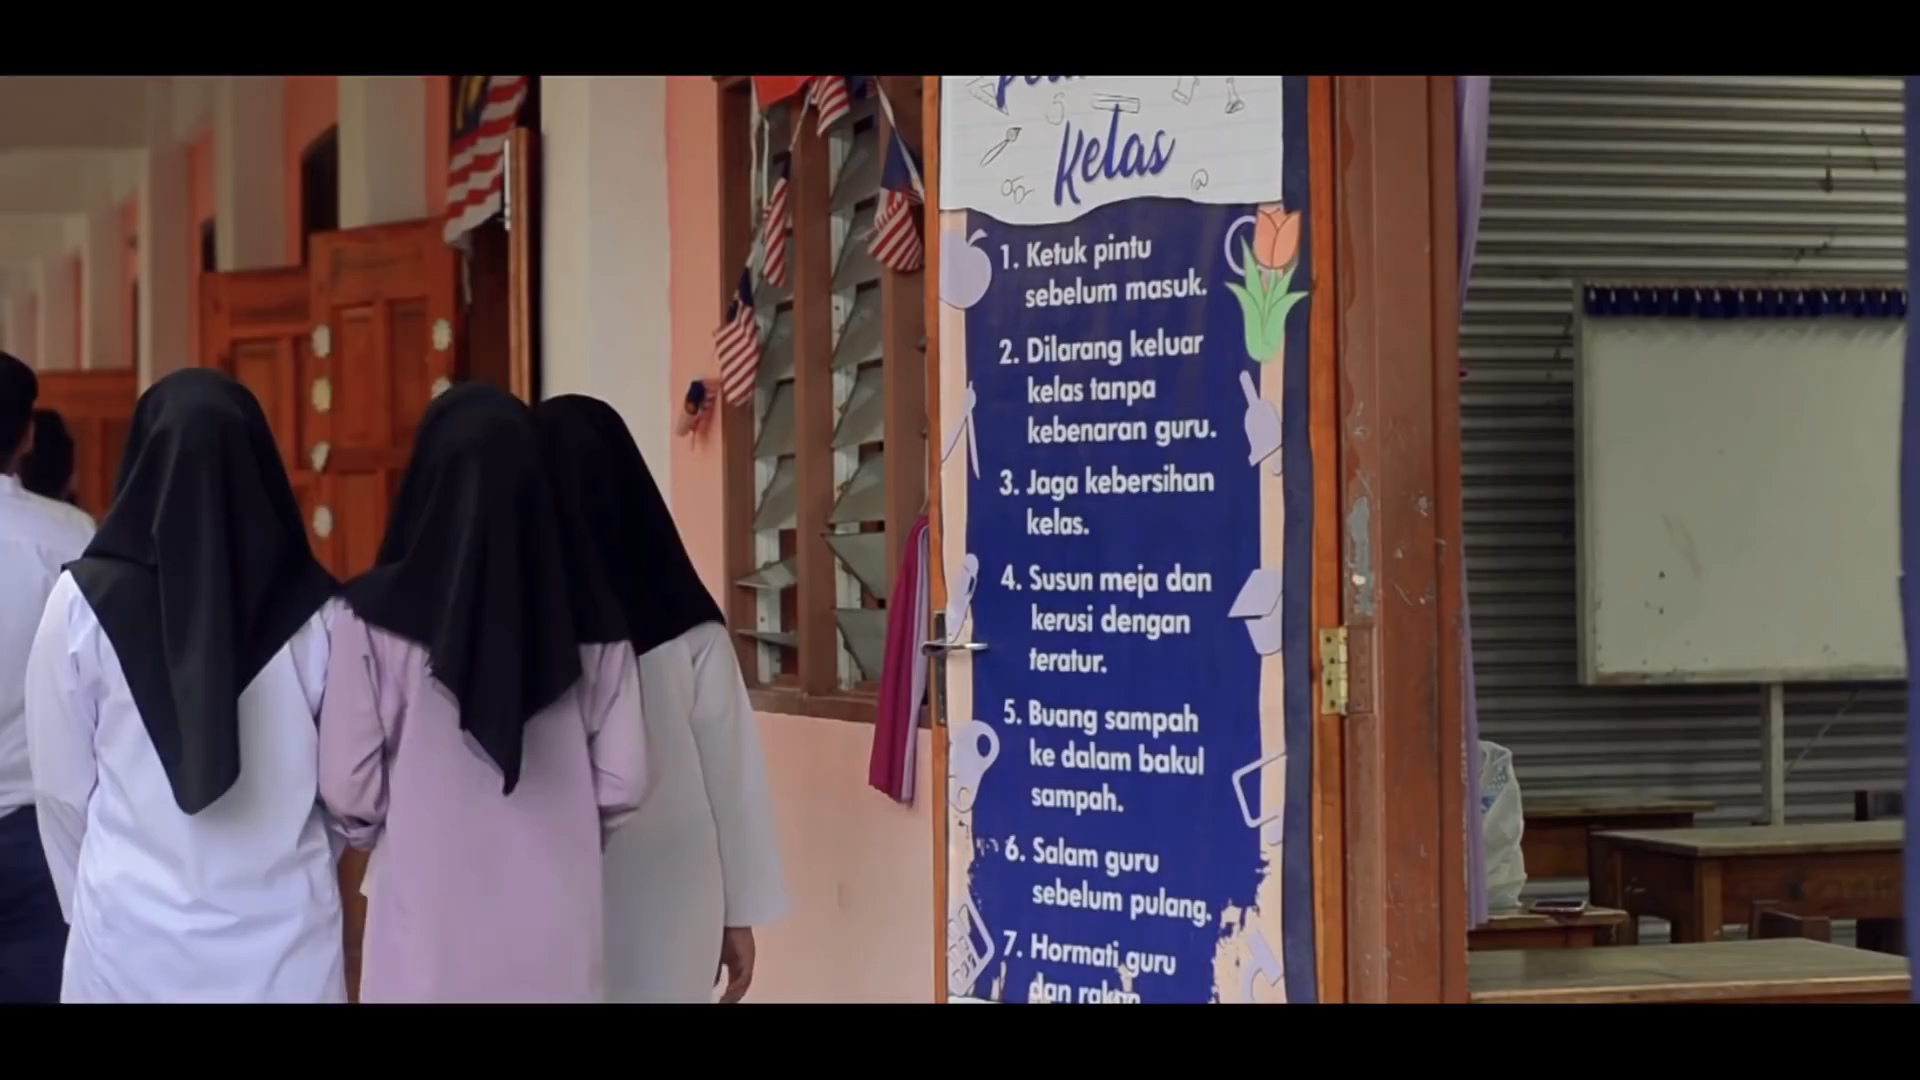 Kelas
1. Ketuk pintu
sebelum masuk.
2. Dilarang keluar
kelas tanpa
kebenaran guru.
3. Jaga kebersihan
kelas.
4. Susun meja dan
kerusi dengan
teratur.
5. Buang sampah
ke dalam bakul
sampah.
6. Salam guru
sebelum pulang.
7. Hormati guru
dan rakan